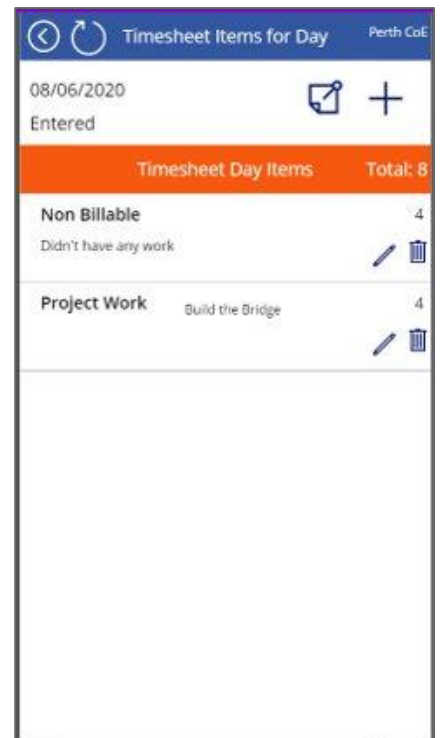 Timesheet Items for Day Perth CoE
08/06/2020
Entered
Timesheet Day Items Total: 8
Non Billable 4
Didn't have any work
Project Work Build the Bridge 4